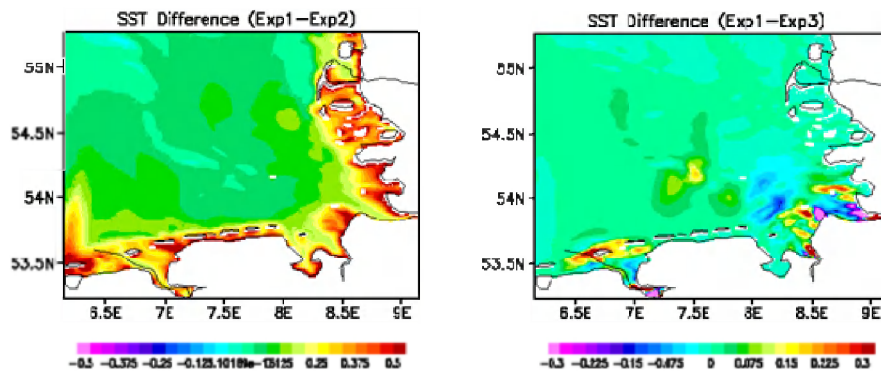 SST Difference (Exp1-Exp2)
SST Difference (Exp1-Exp3)
55N
54.5N
54N
53.5N
6.5E 7E 7.5E 8E 8.5E 9E
55N
54.5N
54N
53.5N
6.5E 7E 7.5E 8E 8.5E 9E
-0.5 -0.375 -0.25 0.25 0.375 0.5
-0.3 -0.225 -0.15 -0.075 0 0.075 0.15 0.225 0.3